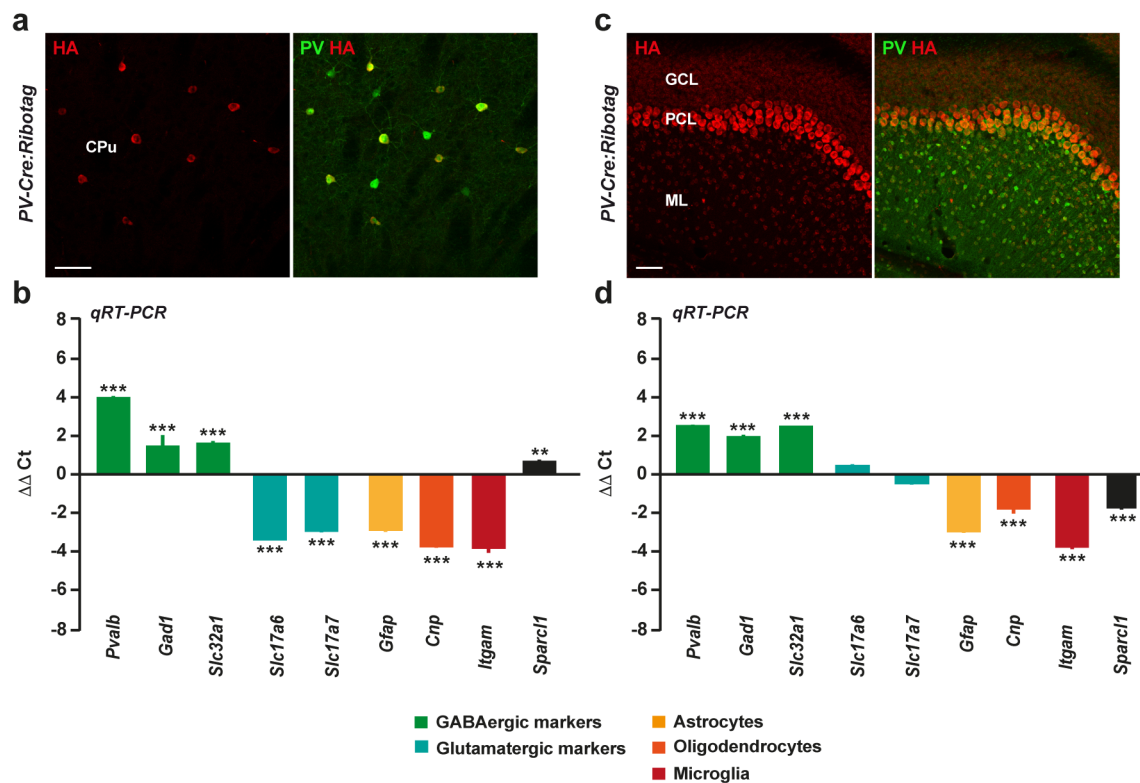 a
HA
PV HA
PV-Cre:Ribotag
CPu
c
HA
PV HA
PV-Cre:Ribotag
GCL
PCL
ML
b
qRT-PCR
ΔΔ Ct
8
6
4
2
0
-2
-4
-6
-8
***
***
***
***
***
***
***
***
**
Pvalb
Gad1
Slc32a1
Slc17a6
Slc17a7
Gfap
Cnp
Itgam
Sparcl1
d
qRT-PCR
ΔΔ Ct
8
6
4
2
0
-2
-4
-6
-8
***
***
***
***
***
***
***
Pvalb
Gad1
Slc32a1
Slc17a6
Slc17a7
Gfap
Cnp
Itgam
Sparcl1
GABAergic markers
Glutamatergic markers
Astrocytes
Oligodendrocytes
Microglia